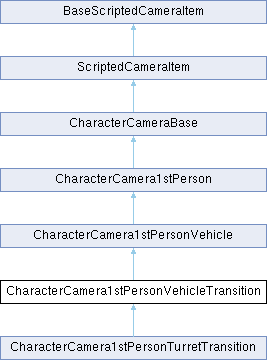 BaseScriptedCameraItem
ScriptedCameraItem
CharacterCameraBase
CharacterCamera1stPerson
CharacterCamera1stPersonVehicle
CharacterCamera1stPersonVehicleTransition
CharacterCamera1stPersonTurretTransition